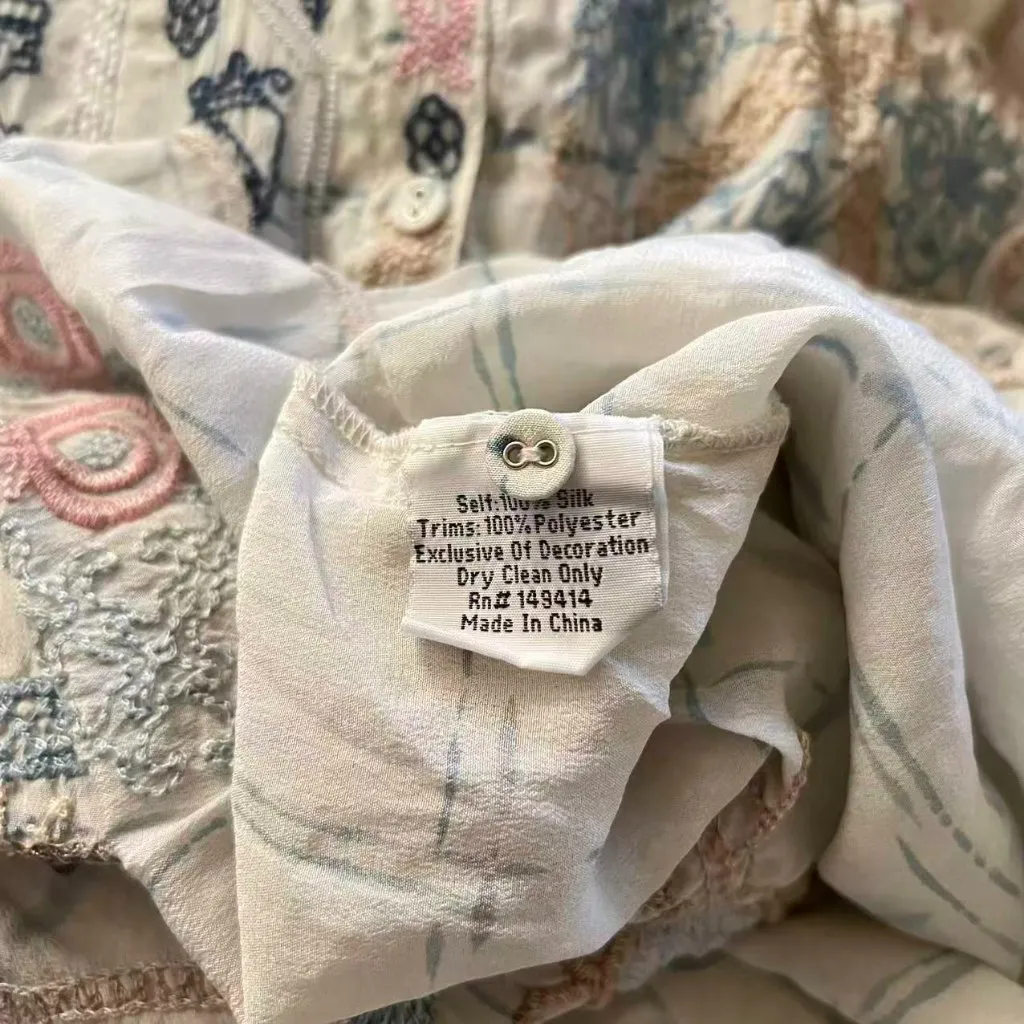 Self:100% Silk
Trims:100% Polyester
Exclusive Of Decoration
Dry Clean Only
Rn# 149414
Made In China